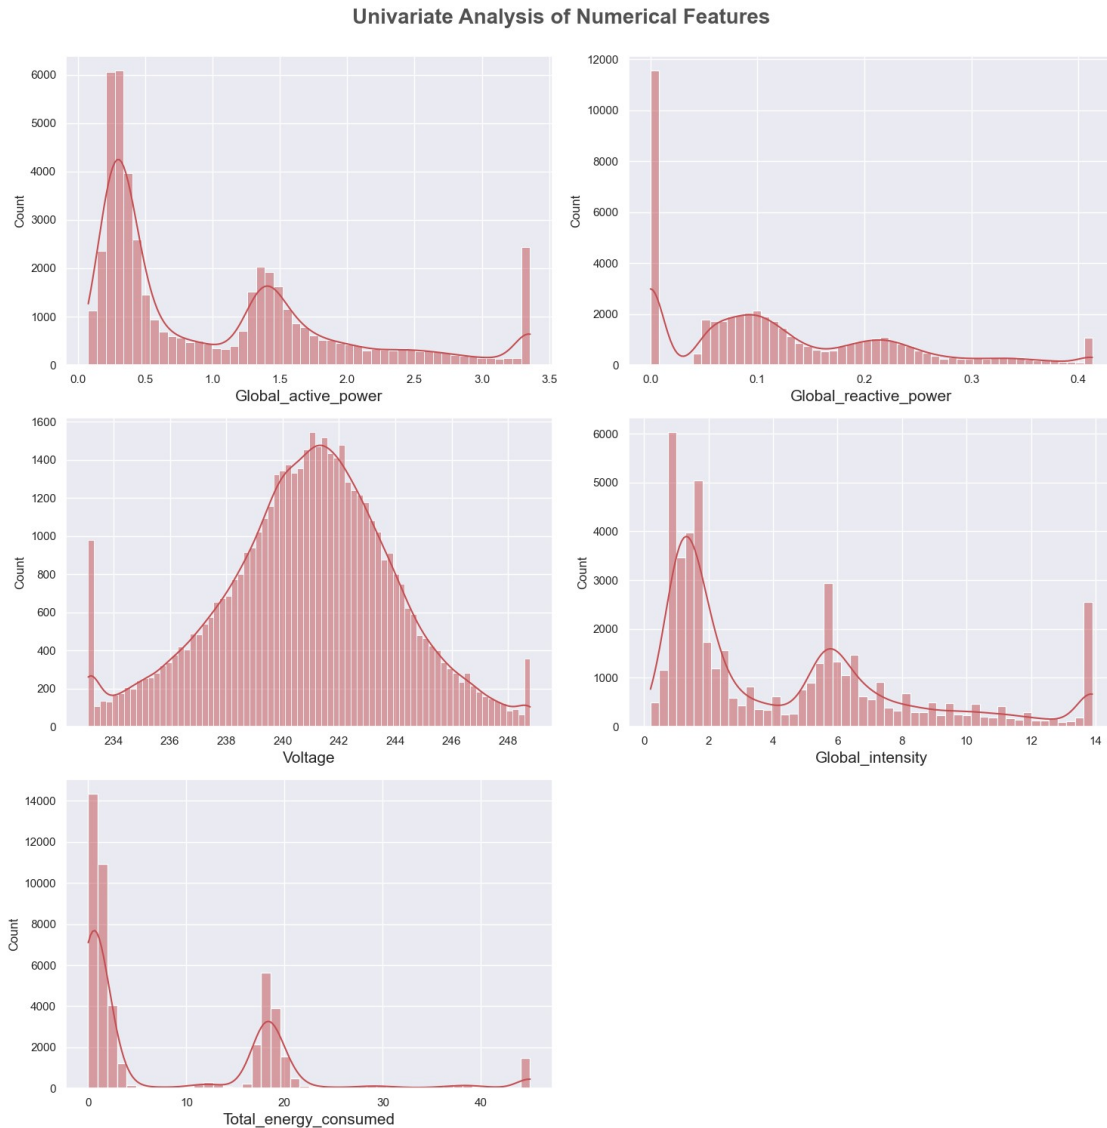 Univariate Analysis of Numerical Features
6000
5000
4000
3000
2000
1000
0
Count
0.0 0.5 1.0 1.5 2.0 2.5 3.0 3.5
Global_active_power
12000
10000
8000
6000
4000
2000
0
Count
0.0 0.1 0.2 0.3 0.4
Global_reactive_power
1600
1400
1200
1000
800
600
400
200
0
Count
234 236 238 240 242 244 246 248
Voltage
6000
5000
4000
3000
2000
1000
0
Count
0 2 4 6 8 10 12 14
Global_intensity
14000
12000
10000
8000
6000
4000
2000
0
Count
0 10 20 30 40
Total_energy_consumed